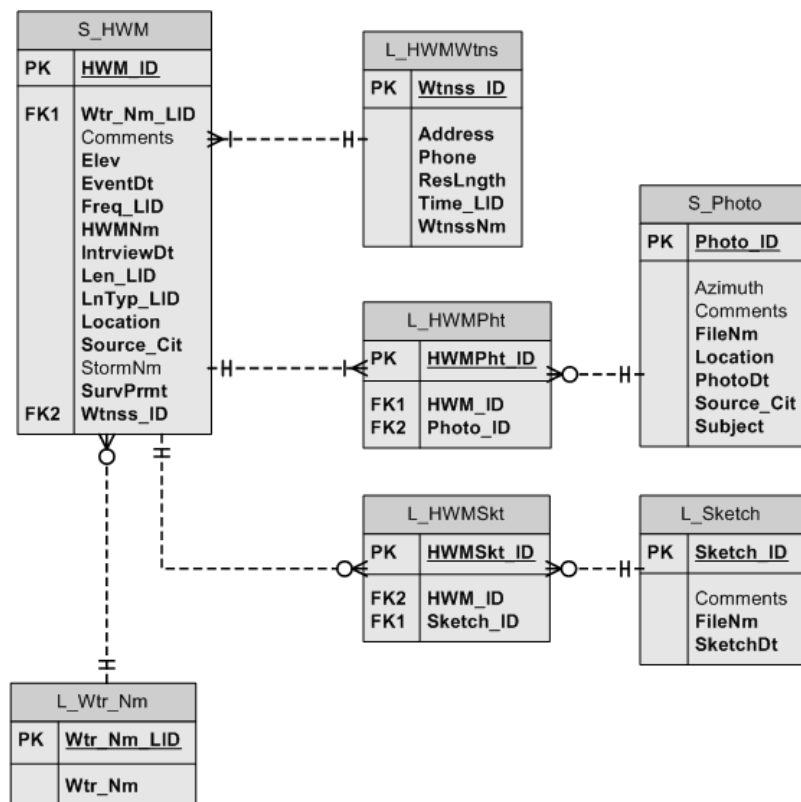 S_HWM
PK HWM_ID
FK1 Wtr_Nm_LID
Comments
Elev
EventDt
Freq_LID
HWMNm
IntrviewDt
Len_LID
LnTyp_LID
Location
Source_Cit
StormNm
SurvPrmt
FK2 Wtnss_ID
L_HWMWtns
PK Wtnss_ID
Address
Phone
ResLngth
Time_LID
WtnssNm
S_Photo
PK Photo_ID
Azimuth
Comments
FileNm
Location
PhotoDt
Source_Cit
Subject
L_HWMPht
PK HWMPht_ID
FK1 HWM_ID
FK2 Photo_ID
L_HWMSkt
PK HWMSkt_ID
FK2 HWM_ID
FK1 Sketch_ID
L_Sketch
PK Sketch_ID
Comments
FileNm
SketchDt
L_Wtr_Nm
PK Wtr_Nm_LID
Wtr_Nm